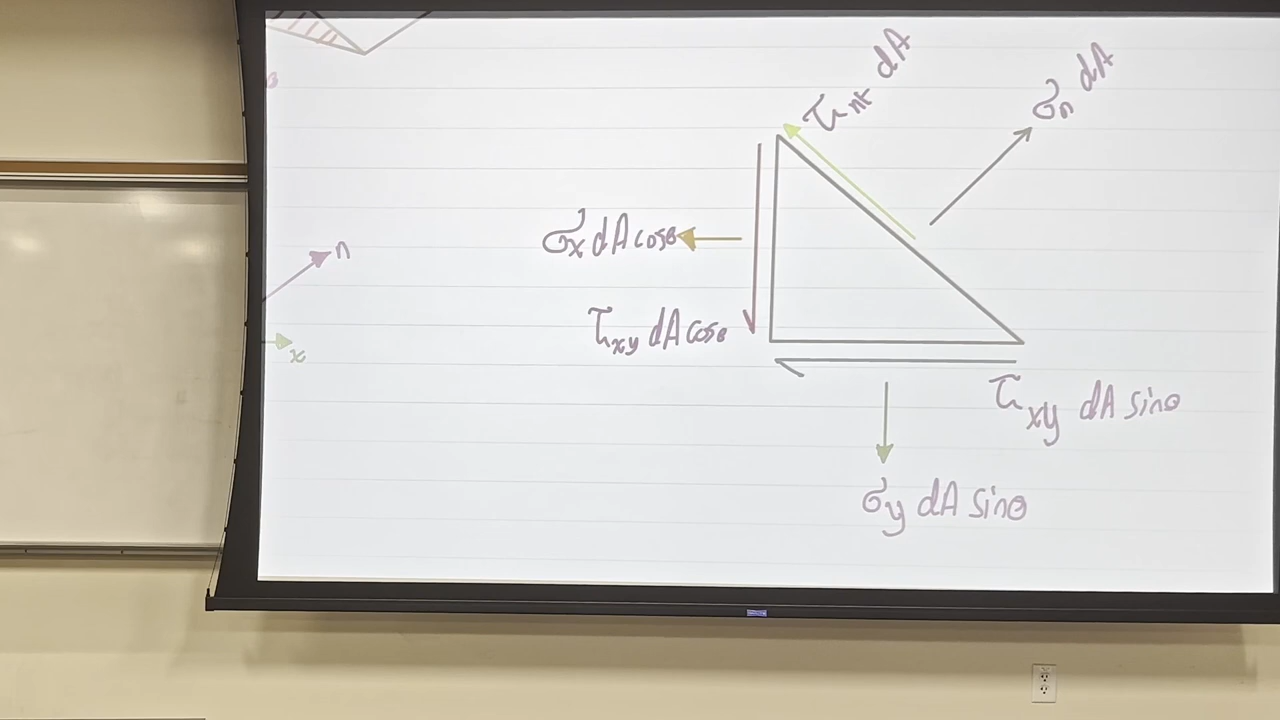 τnt dA
σn dA
σx dA cosθ
n
τxy dA cosθ
x
τxy dA sinθ
σy dA sinθ